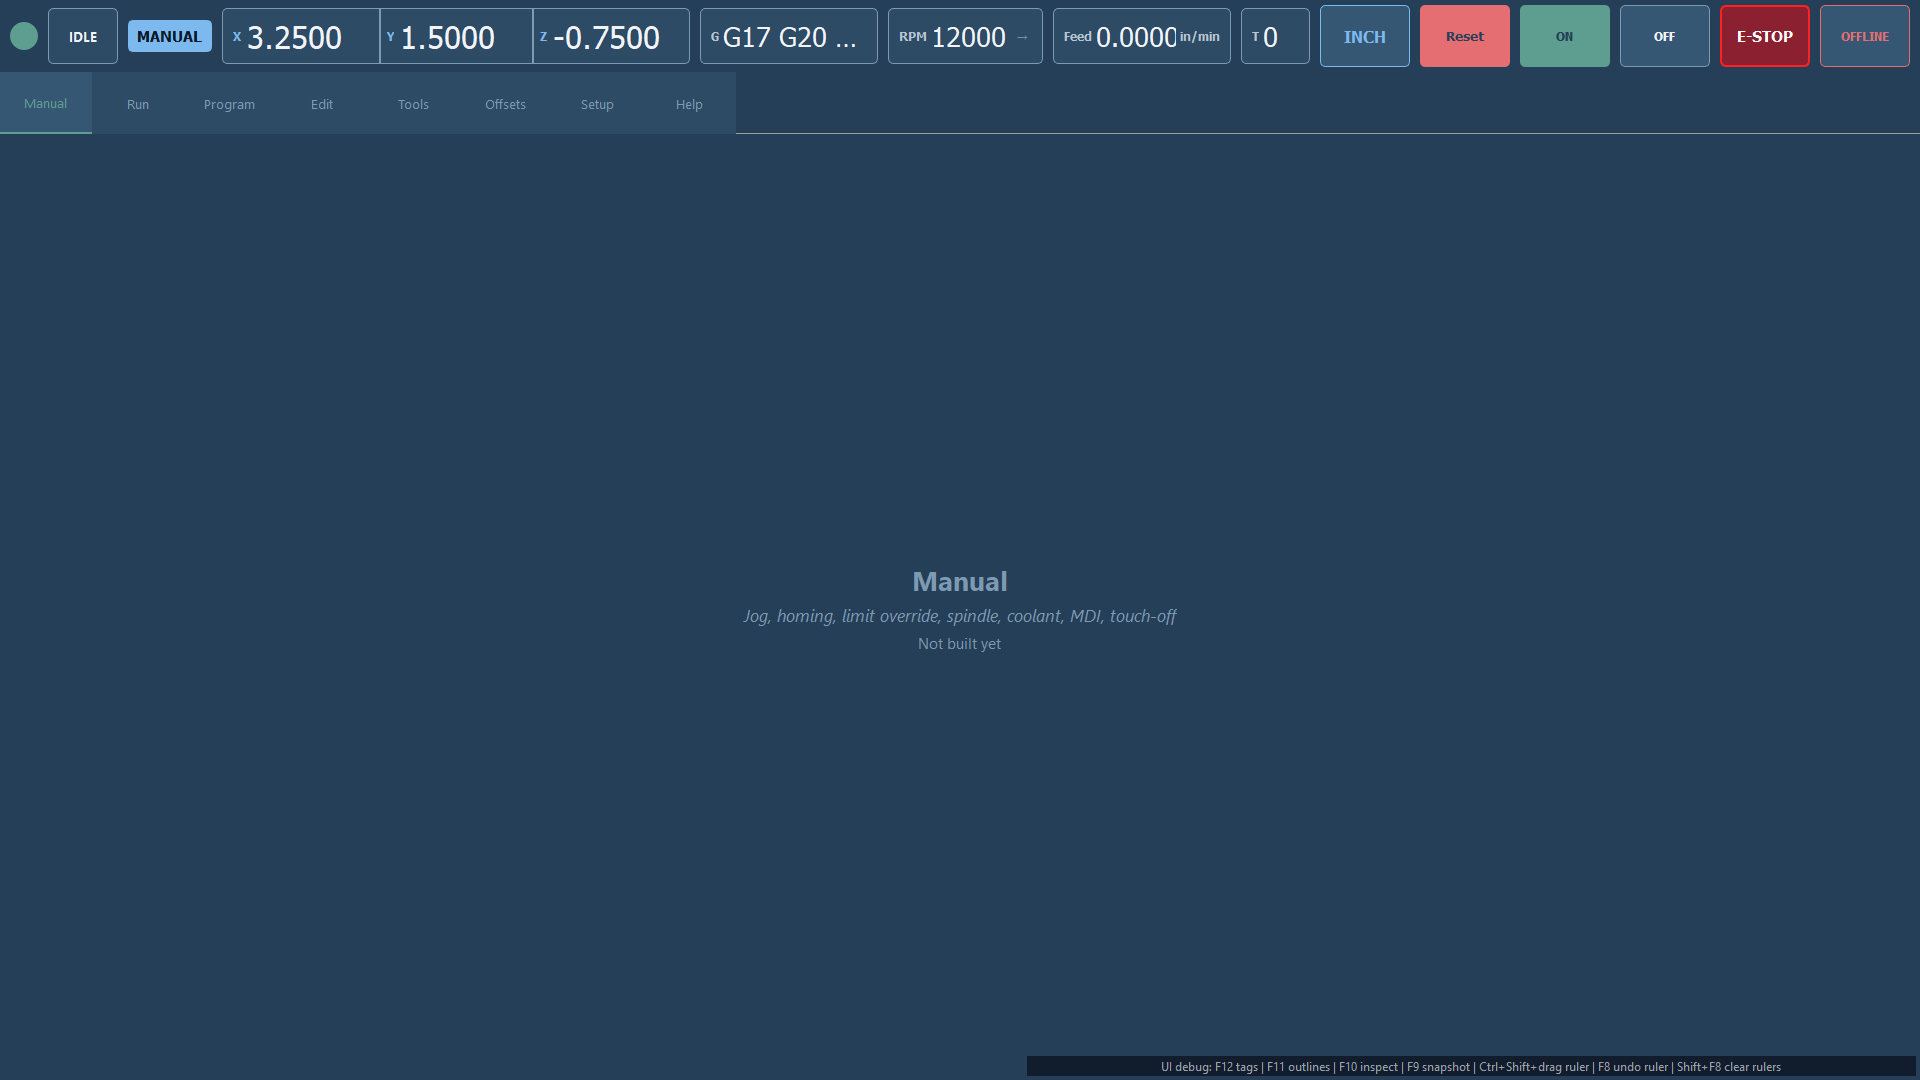 IDLE MANUAL X 3.2500 Y 1.5000 Z -0.7500 G G17 G20 ... RPM 12000 → Feed 0.0000 in/min T 0 INCH Reset ON OFF E-STOP OFFLINE
Manual Run Program Edit Tools Offsets Setup Help
Manual
Jog, homing, limit override, spindle, coolant, MDI, touch-off
Not built yet
UI debug: F12 tags | F11 outlines | F10 inspect | F9 snapshot | Ctrl+Shift+drag ruler | F8 undo ruler | Shift+F8 clear rulers